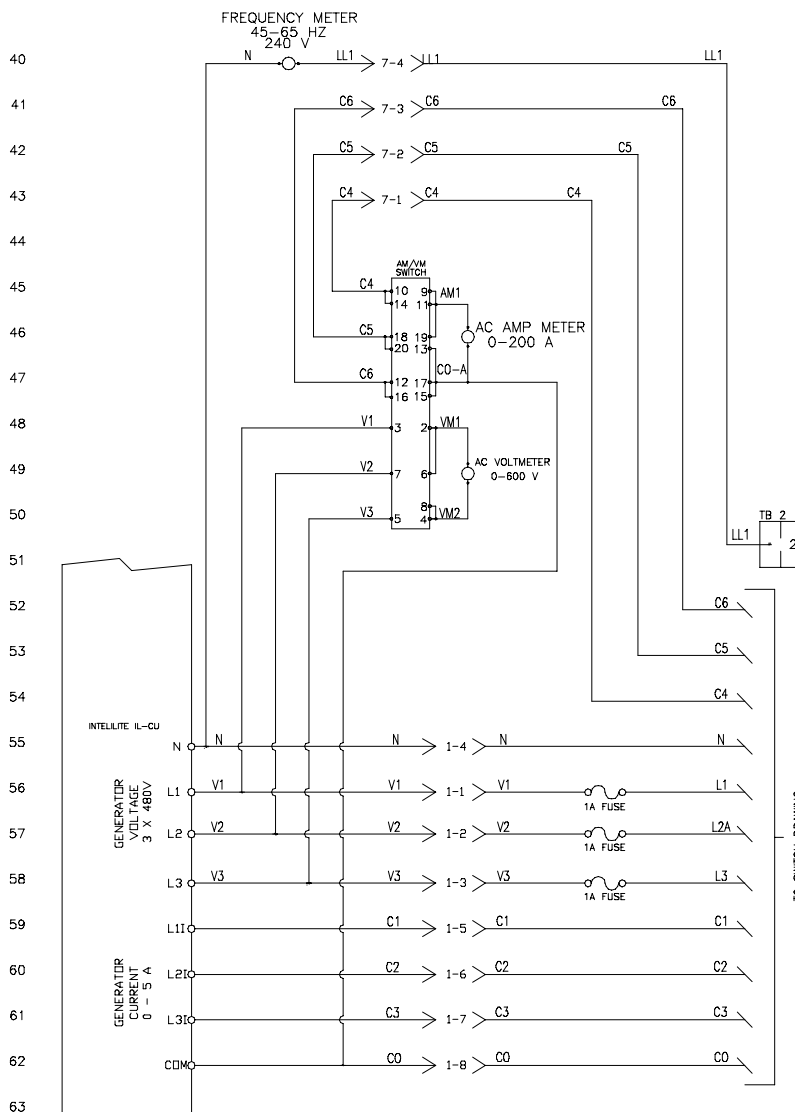 FREQUENCY METER
45-65 HZ
240 V
40 N LL1 7-4 LL1 LL1
41 C6 7-3 C6 C6
42 C5 7-2 C5 C5
43 C4 7-1 C4 C4
44
AM/VM
SWITCH
45 C4 10 9 AM1
14 11
46 C5 18 19 AC AMP METER
20 13 0-200 A
CO-A
47 C6 12 17
16 15
48 V1 3 2 VM1
49 V2 7 6 AC VOLTMETER
0-600 V
8
50 V3 5 4 VM2 TB 2
LL1 2
51
52 C6
53 C5
54 C4
INTELILITE IL-CU
55 N N N 1-4 N N
56 L1 V1 V1 1-1 V1 L1
1A FUSE
GENERATOR
VOLTAGE
3 X 480V
57 L2 V2 V2 1-2 V2 L2A
1A FUSE
58 L3 V3 V3 1-3 V3 L3
1A FUSE
59 L1I C1 1-5 C1 C1
60 L2I C2 1-6 C2 C2
GENERATOR
CURRENT
0 - 5 A
61 L3I C3 1-7 C3 C3
62 COM CO 1-8 CO CO
63